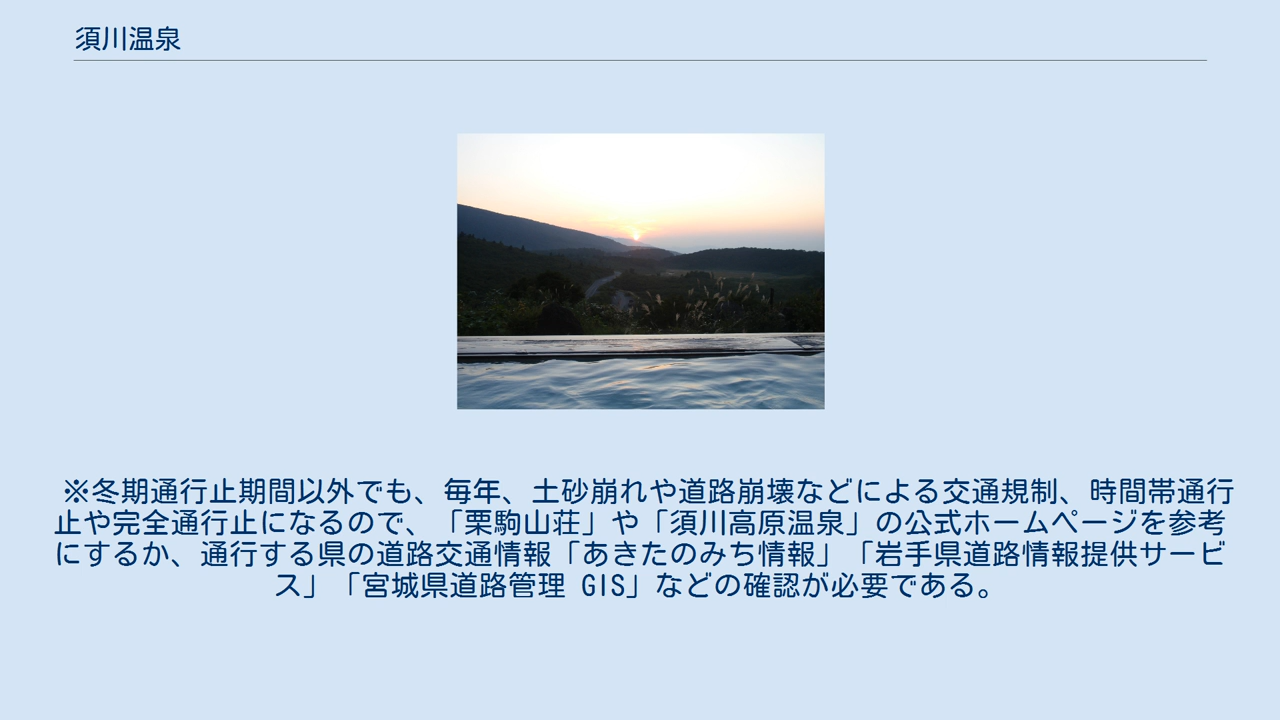 須川温泉
※冬期通行止期間以外でも、毎年、土砂崩れや道路崩壊などによる交通規制、時間帯通行
止や完全通行止になるので、「栗駒山荘」や「須川高原温泉」の公式ホームページを参考
にするか、通行する県の道路交通情報「あきたのみち情報」「岩手県道路情報提供サービ
ス」「宮城県道路管理 GIS」などの確認が必要である。